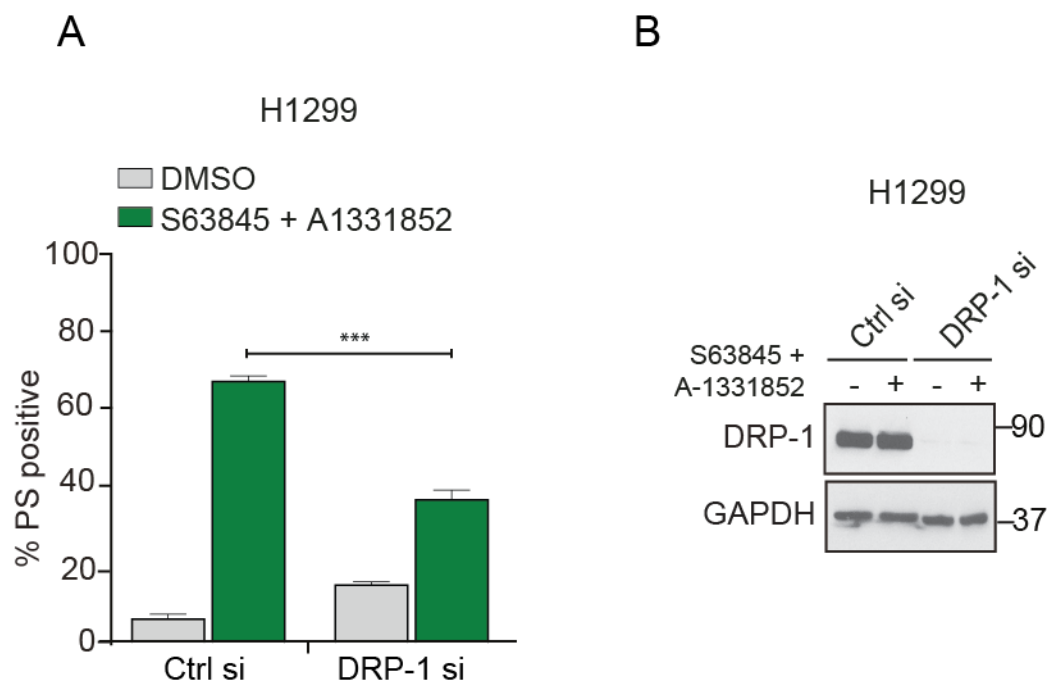 A
H1299
DMSO
S63845 + A1331852
100
80
60
40
20
0
% PS positive
***
Ctrl si
DRP-1 si
B
H1299
Ctrl si
DRP-1 si
S63845 +
A-1331852
- + - +
DRP-1
90
GAPDH
37